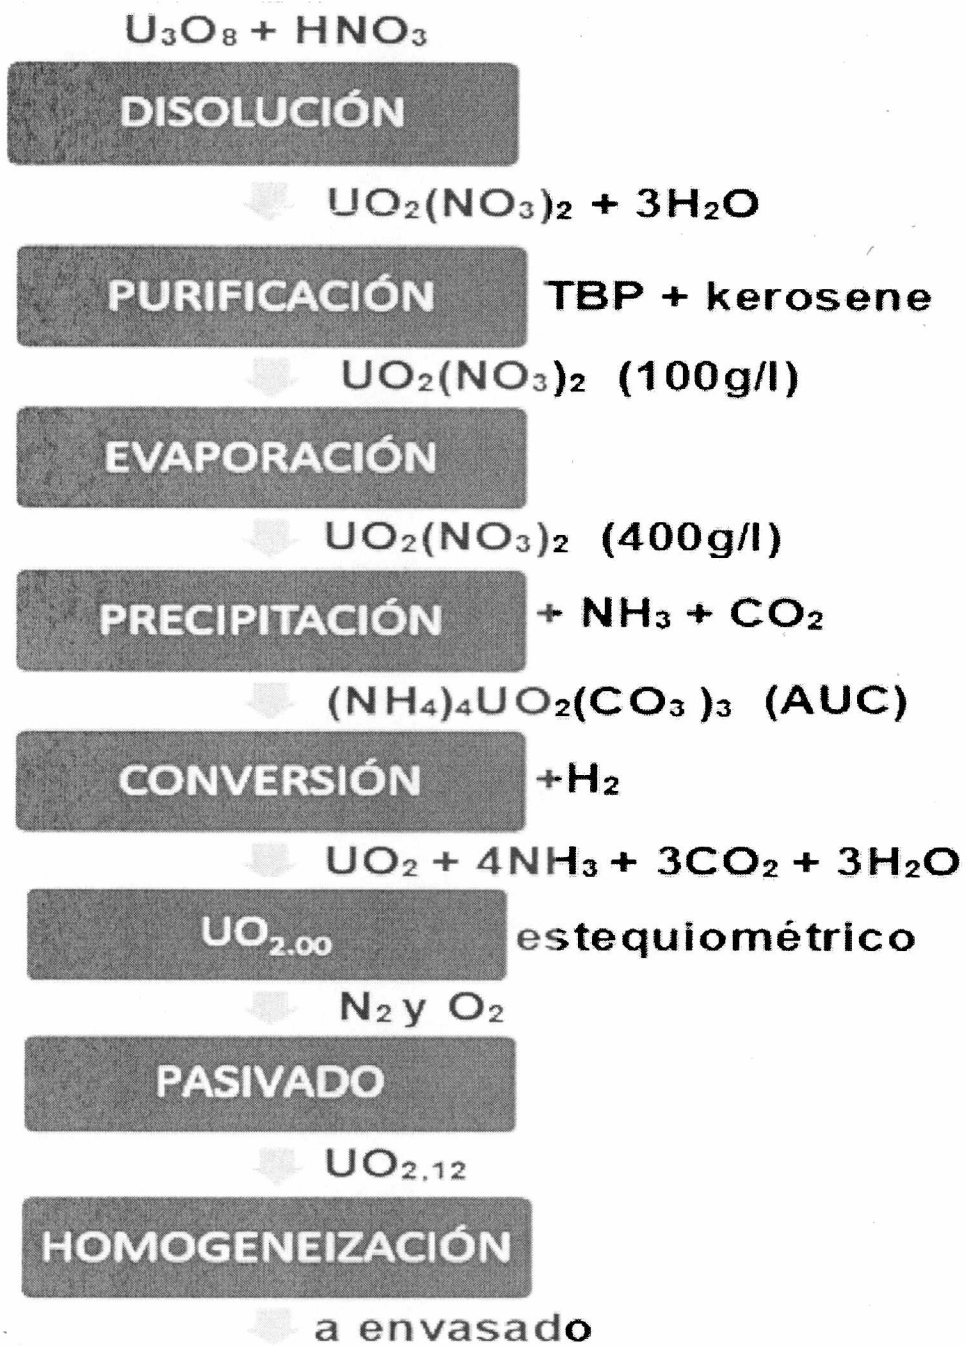 U₃O₈ + HNO₃
DISOLUCIÓN
UO₂(NO₃)₂ + 3H₂O
PURIFICACIÓN TBP + kerosene
UO₂(NO₃)₂ (100g/l)
EVAPORACIÓN
UO₂(NO₃)₂ (400g/l)
PRECIPITACIÓN + NH₃ + CO₂
(NH₄)₄UO₂(CO₃ )₃ (AUC)
CONVERSIÓN +H₂
UO₂ + 4NH₃ + 3CO₂ + 3H₂O
UO₂.₀₀ estequiométrico
N₂ y O₂
PASIVADO
UO₂,₁₂
HOMOGENEIZACIÓN
a envasado